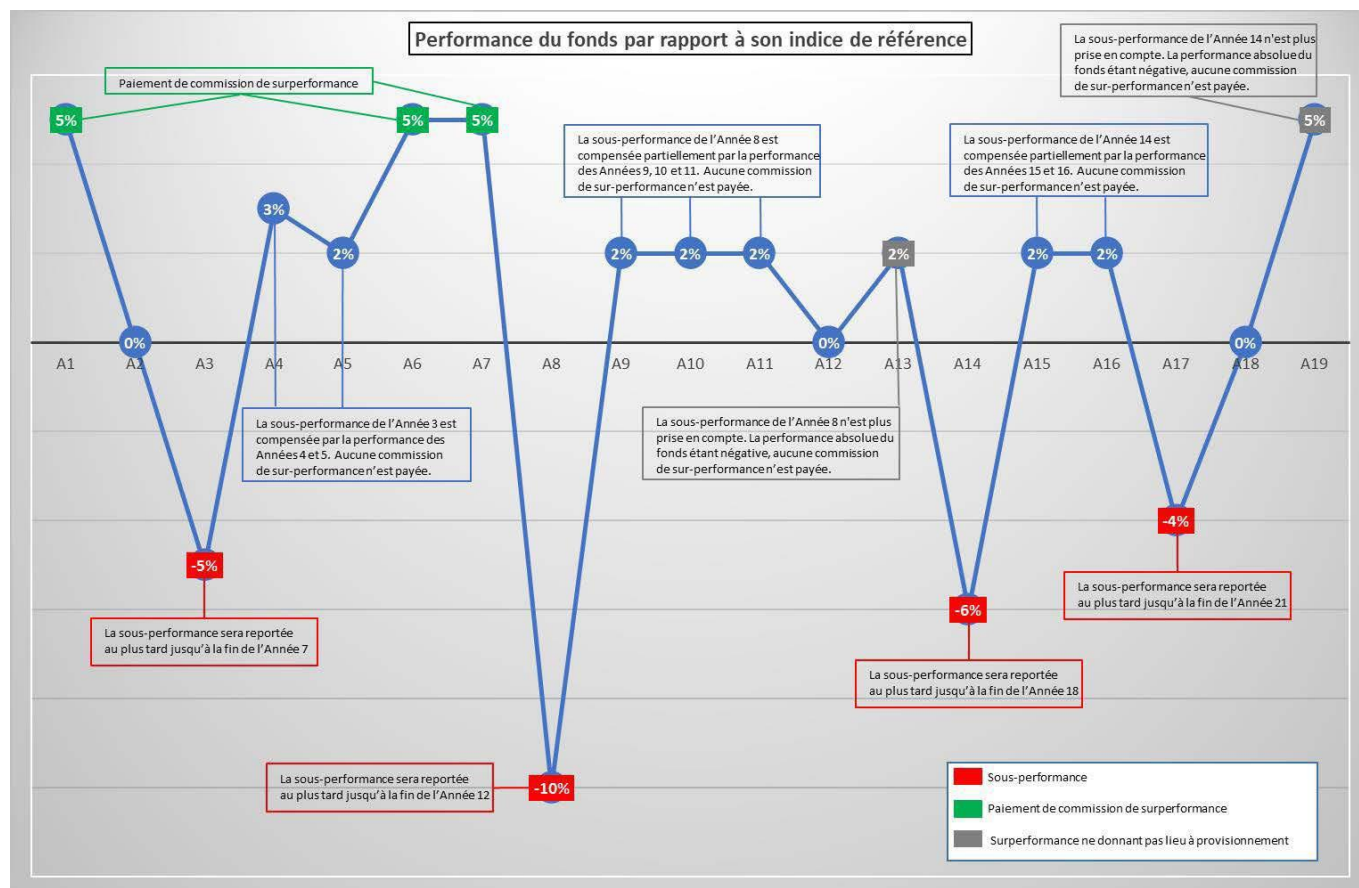 Performance du fonds par rapport à son indice de référence
La sous-performance de l'Année 14 n'est plus
prise en compte. La performance absolue du
fonds étant négative, aucune commission
de sur-performance n'est payée.
Paiement de commission de surperformance
5%
5%
5%
5%
La sous-performance de l'Année 8 est
compensée partiellement par la performance
des Années 9, 10 et 11. Aucune commission
de sur-performance n'est payée.
La sous-performance de l'Année 14 est
compensée partiellement par la performance
des Années 15 et 16. Aucune commission
de sur-performance n'est payée.
3%
2%
2%
2%
2%
2%
2%
2%
0%
0%
0%
A1 A2 A3 A4 A5 A6 A7 A8 A9 A10 A11 A12 A13 A14 A15 A16 A17 A18 A19
La sous-performance de l'Année 3 est
compensée par la performance des
Années 4 et 5. Aucune commission
de sur-performance n'est payée.
La sous-performance de l'Année 8 n'est plus
prise en compte. La performance absolue du
fonds étant négative, aucune commission
de sur-performance n'est payée.
-4%
-5%
-6%
La sous-performance sera reportée
au plus tard jusqu'à la fin de l'Année 21
La sous-performance sera reportée
au plus tard jusqu'à la fin de l'Année 7
La sous-performance sera reportée
au plus tard jusqu'à la fin de l'Année 18
La sous-performance sera reportée
au plus tard jusqu'à la fin de l'Année 12
-10%
Sous-performance
Paiement de commission de surperformance
Surperformance ne donnant pas lieu à provisionnement